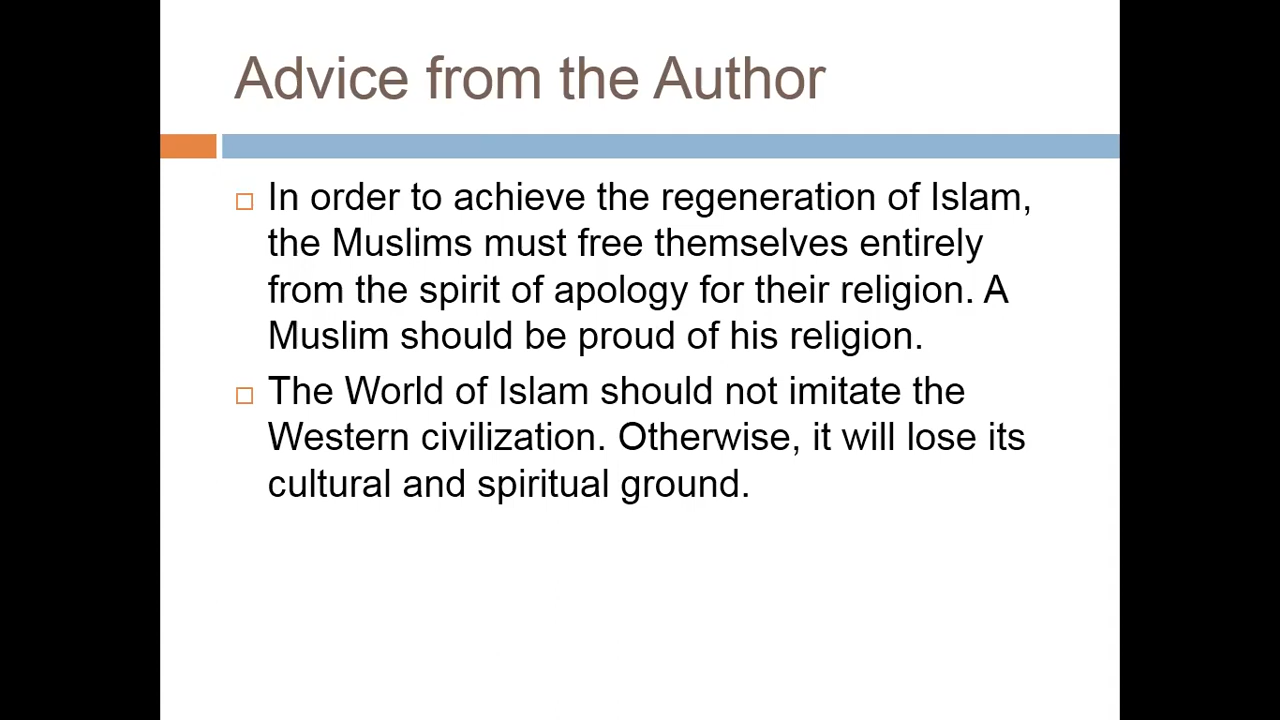 Advice from the Author
In order to achieve the regeneration of Islam,
the Muslims must free themselves entirely
from the spirit of apology for their religion. A
Muslim should be proud of his religion.
The World of Islam should not imitate the
Western civilization. Otherwise, it will lose its
cultural and spiritual ground.